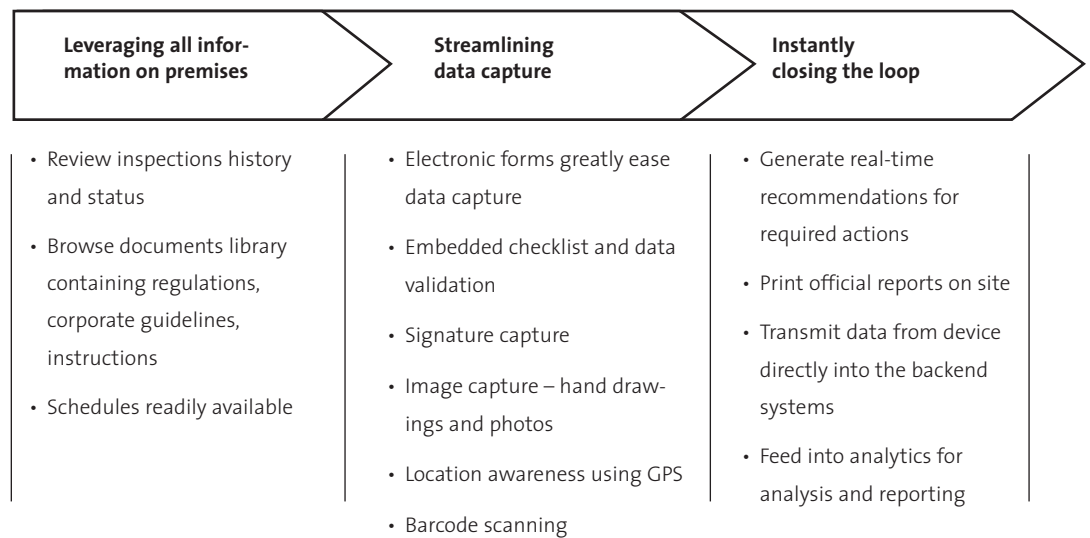 Leveraging all infor-
mation on premises
Streamlining
data capture
Instantly
closing the loop
• Review inspections history
and status
• Browse documents library
containing regulations,
corporate guidelines,
instructions
• Schedules readily available
• Electronic forms greatly ease
data capture
• Embedded checklist and data
validation
• Signature capture
• Image capture – hand draw-
ings and photos
• Location awareness using GPS
• Barcode scanning
• Generate real-time
recommendations for
required actions
• Print official reports on site
• Transmit data from device
directly into the backend
systems
• Feed into analytics for
analysis and reporting